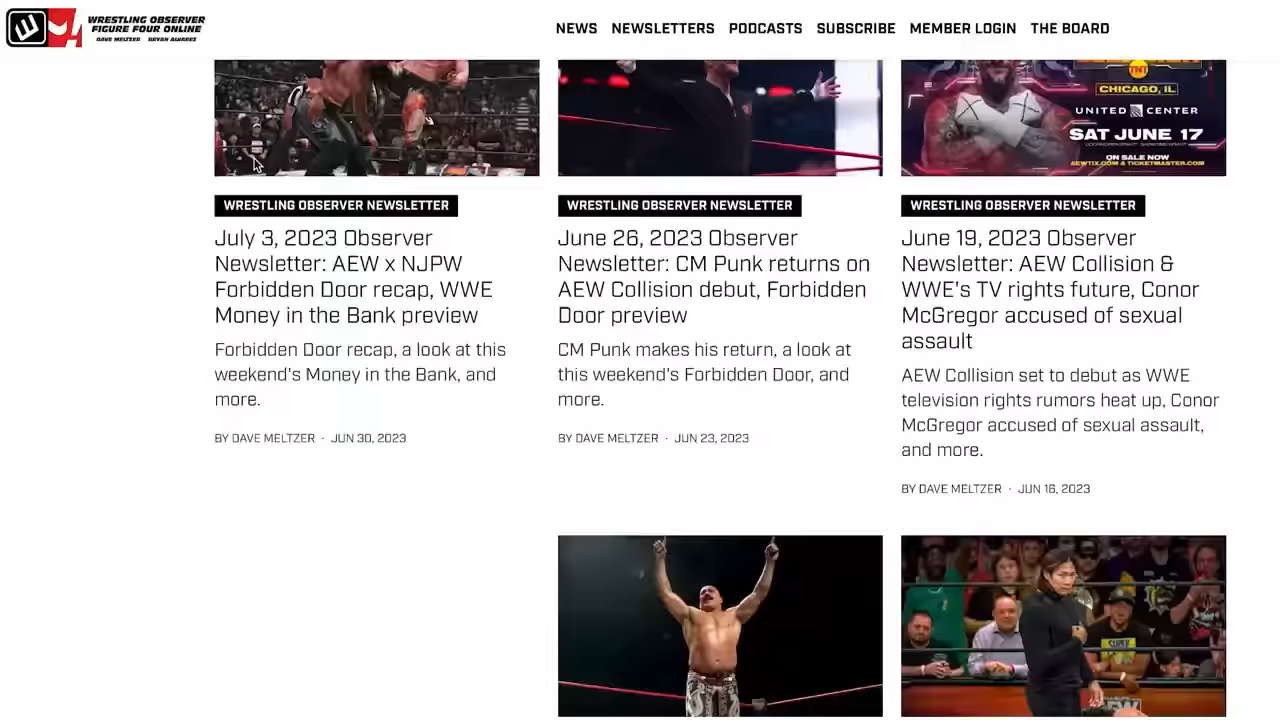 WRESTLING OBSERVER
FIGURE FOUR ONLINE
DAVE MELTZER BRYAN ALVAREZ
NEWS NEWSLETTERS PODCASTS SUBSCRIBE MEMBER LOGIN THE BOARD
TNT
CHICAGO, IL
UNITED CENTER
SAT JUNE 17
ON SALE NOW
AEWTIX.COM & TICKETMASTER.COM
WRESTLING OBSERVER NEWSLETTER
July 3, 2023 Observer
Newsletter: AEW x NJPW
Forbidden Door recap, WWE
Money in the Bank preview
Forbidden Door recap, a look at this
weekend's Money in the Bank, and
more.
BY DAVE MELTZER · JUN 30, 2023
WRESTLING OBSERVER NEWSLETTER
June 26, 2023 Observer
Newsletter: CM Punk returns on
AEW Collision debut, Forbidden
Door preview
CM Punk makes his return, a look at
this weekend's Forbidden Door, and
more.
BY DAVE MELTZER · JUN 23, 2023
WRESTLING OBSERVER NEWSLETTER
June 19, 2023 Observer
Newsletter: AEW Collision &
WWE's TV rights future, Conor
McGregor accused of sexual
assault
AEW Collision set to debut as WWE
television rights rumors heat up, Conor
McGregor accused of sexual assault,
and more.
BY DAVE MELTZER · JUN 16, 2023